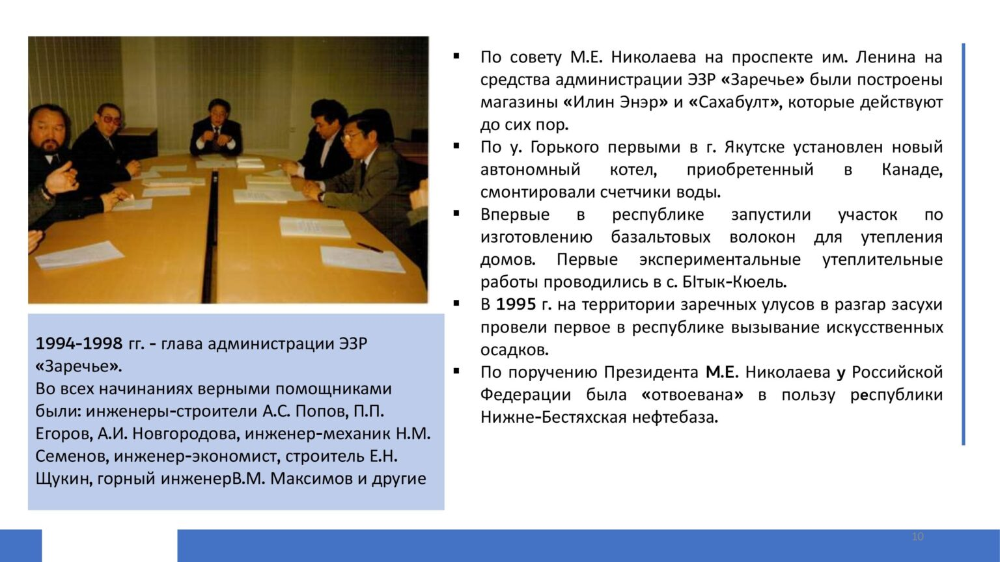 1994-1998 гг. - глава администрации ЭЗР
«Заречье».
Во всех начинаниях верными помощниками
были: инженеры-строители А.С. Попов, П.П.
Егоров, А.И. Новгородова, инженер-механик Н.М.
Семенов, инженер-экономист, строитель Е.Н.
Щукин, горный инженерВ.М. Максимов и другие
▪ По совету М.Е. Николаева на проспекте им. Ленина на
средства администрации ЭЗР «Заречье» были построены
магазины «Илин Энэр» и «Сахабулт», которые действуют
до сих пор.
▪ По у. Горького первыми в г. Якутске установлен новый
автономный котел, приобретенный в Канаде,
смонтировали счетчики воды.
▪ Впервые в республике запустили участок по
изготовлению базальтовых волокон для утепления
домов. Первые экспериментальные утеплительные
работы проводились в с. БІтык-Кюель.
▪ В 1995 г. на территории заречных улусов в разгар засухи
провели первое в республике вызывание искусственных
осадков.
▪ По поручению Президента М.Е. Николаева у Российской
Федерации была «отвоевана» в пользу республики
Нижне-Бестяхская нефтебаза.
10